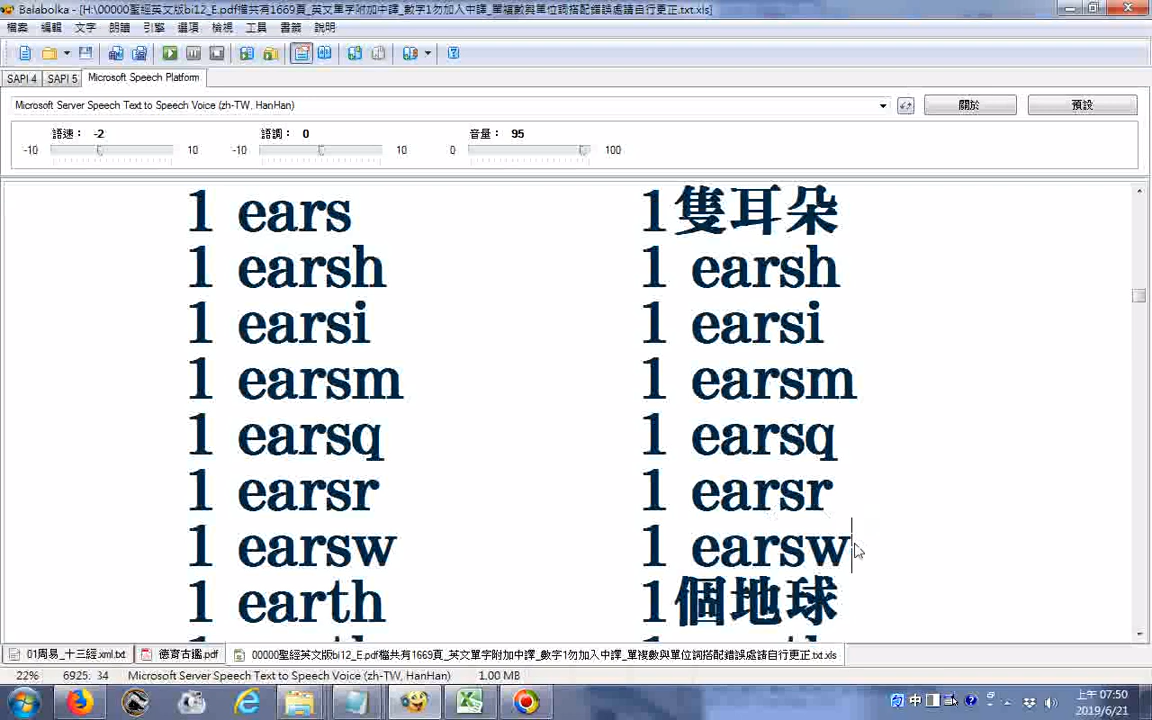 Balabolka - [H:\00000聖經英文版bi12_E.pdf檔共有1669頁_英文單字附加中譯_數字1勿加入中譯_單複數與單位詞搭配錯誤處請自行更正.txt.xls]
檔案 編輯 文字 朗讀 引擎 選項 檢視 工具 書籤 說明
SAPI 4 SAPI 5 Microsoft Speech Platform
Microsoft Server Speech Text to Speech Voice (zh-TW, HanHan) 關於 預設
語速： -2 語調： 0 音量： 95
-10 10 -10 10 0 100
1 ears 1隻耳朵
1 earsh 1 earsh
1 earsi 1 earsi
1 earsm 1 earsm
1 earsq 1 earsq
1 earsr 1 earsr
1 earsw 1 earsw
1 earth 1個地球
01周易_十三經.xml.txt 德育古鑑.pdf 00000聖經英文版bi12_E.pdf檔共有1669頁_英文單字附加中譯_數字1勿加入中譯_單複數與單位詞搭配錯誤處請自行更正.txt.xls
22% 6925: 34 Microsoft Server Speech Text to Speech Voice (zh-TW, HanHan) 1.00 MB
中 上午 07:50
2019/6/21